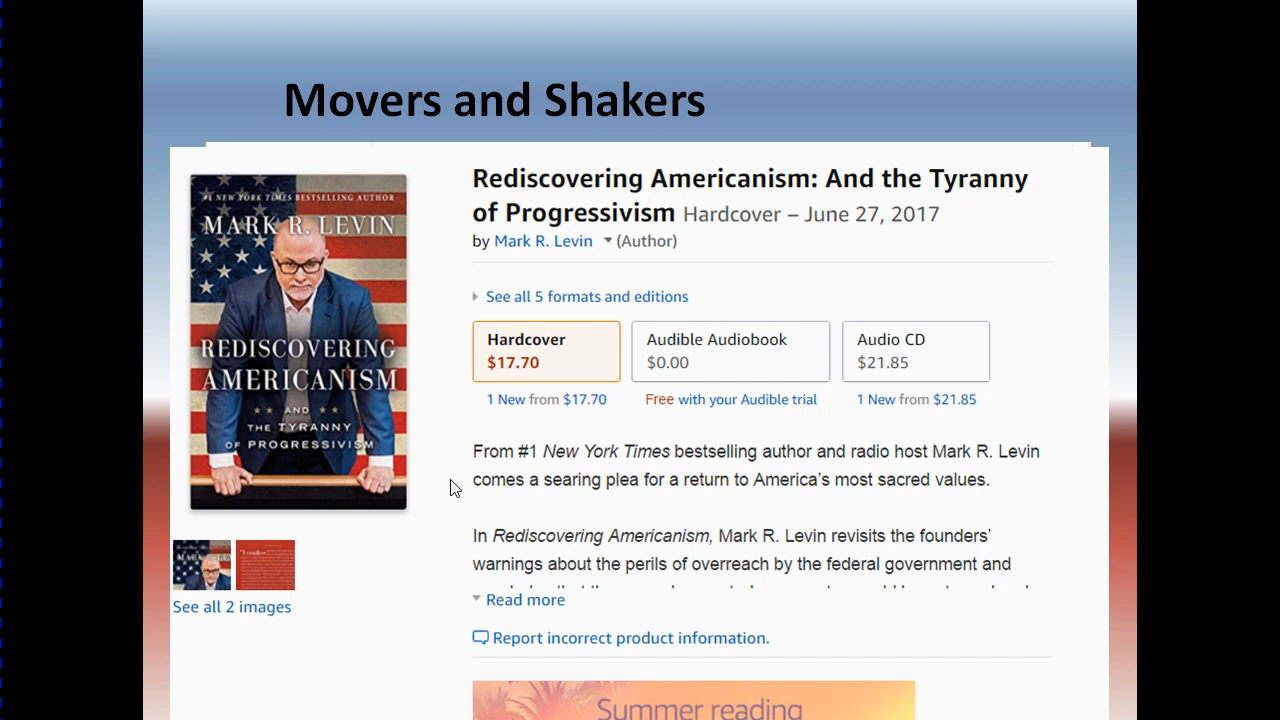 Movers and Shakers
#1 NEW YORK TIMES BESTSELLING AUTHOR
MARK R. LEVIN
REDISCOVERING
AMERICANISM
AND
THE TYRANNY
OF PROGRESSIVISM
See all 2 images
Rediscovering Americanism: And the Tyranny
of Progressivism Hardcover – June 27, 2017
by Mark R. Levin (Author)
See all 5 formats and editions
Hardcover
$17.70
1 New from $17.70
Audible Audiobook
$0.00
Free with your Audible trial
Audio CD
$21.85
1 New from $21.85
From #1 New York Times bestselling author and radio host Mark R. Levin
comes a searing plea for a return to America’s most sacred values.
In Rediscovering Americanism, Mark R. Levin revisits the founders’
warnings about the perils of overreach by the federal government and
Read more
Report incorrect product information.
Summer reading